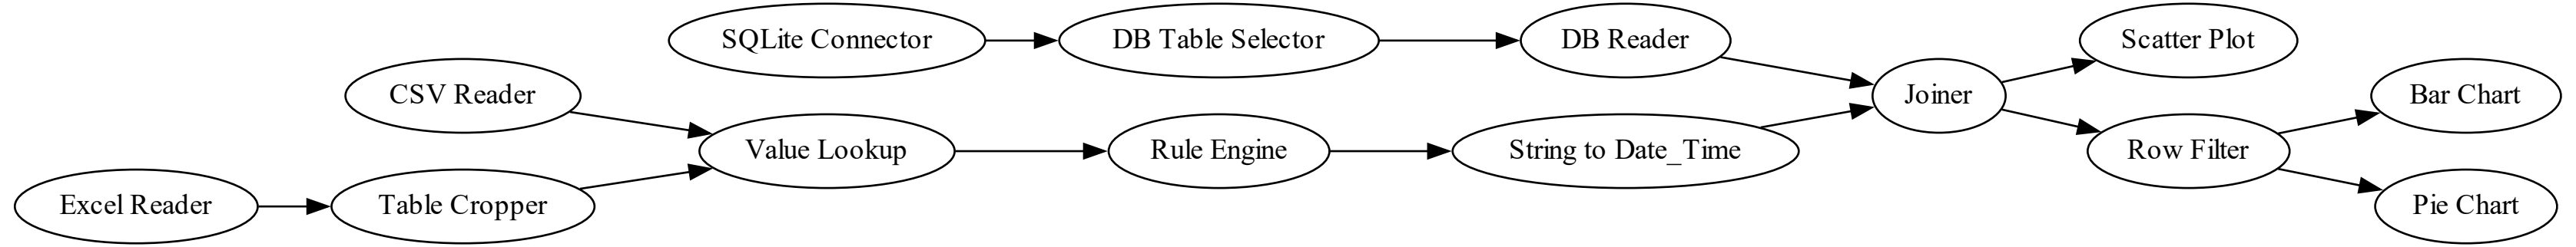 SQLite Connector
DB Table Selector
DB Reader
Scatter Plot
CSV Reader
Joiner
Bar Chart
Value Lookup
Rule Engine
String to Date_Time
Row Filter
Excel Reader
Table Cropper
Pie Chart